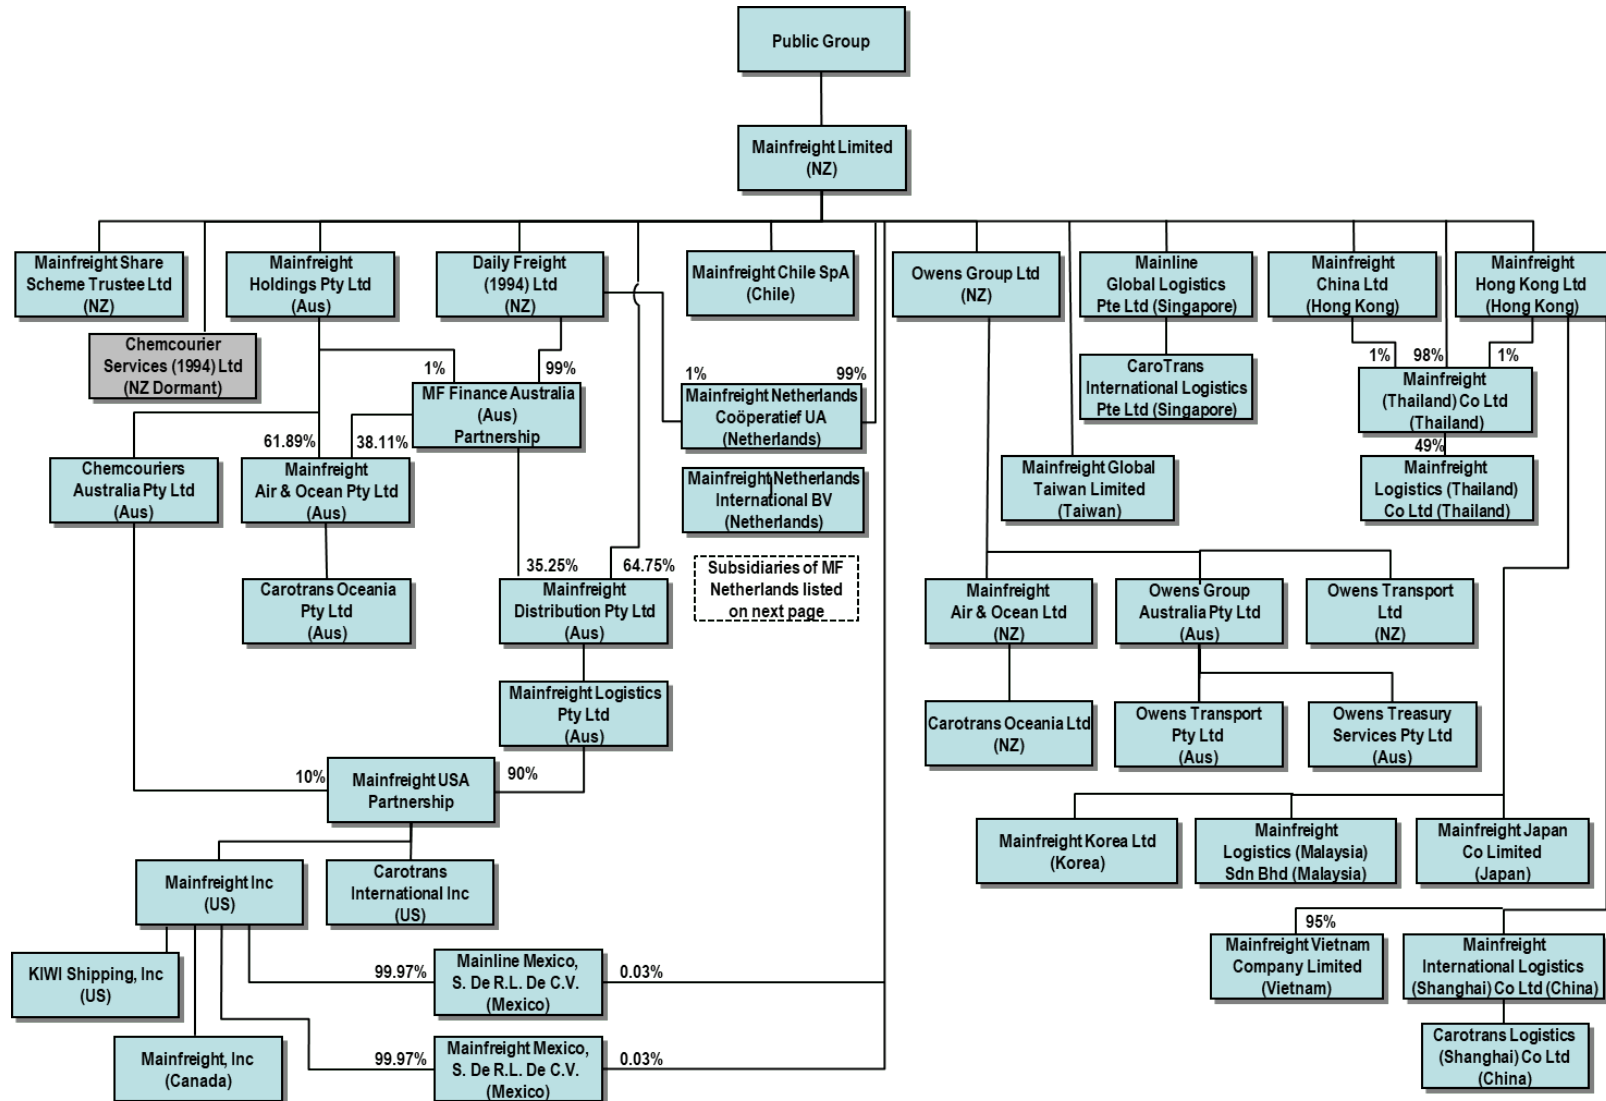 Public Group
Mainfreight Limited
(NZ)
Mainfreight Share
Scheme Trustee Ltd
(NZ)
Mainfreight
Holdings Pty Ltd
(Aus)
Daily Freight
(1994) Ltd
(NZ)
Mainfreight Chile SpA
(Chile)
Owens Group Ltd
(NZ)
Mainline
Global Logistics
Pte Ltd (Singapore)
Mainfreight
China Ltd
(Hong Kong)
Mainfreight
Hong Kong Ltd
(Hong Kong)
Chemcourier
Services (1994) Ltd
(NZ Dormant)
1%
99%
MF Finance Australia
(Aus)
Partnership
1%
99%
Mainfreight Netherlands
Coöperatief UA
(Netherlands)
CaroTrans
International Logistics
Pte Ltd (Singapore)
1%
98%
1%
Mainfreight
(Thailand) Co Ltd
(Thailand)
49%
61.89%
38.11%
Chemcouriers
Australia Pty Ltd
(Aus)
Mainfreight
Air & Ocean Pty Ltd
(Aus)
Mainfreight Netherlands
International BV
(Netherlands)
Mainfreight Global
Taiwan Limited
(Taiwan)
Mainfreight
Logistics (Thailand)
Co Ltd (Thailand)
35.25%
64.75%
Subsidiaries of MF
Netherlands listed
on next page
Carotrans Oceania
Pty Ltd
(Aus)
Mainfreight
Distribution Pty Ltd
(Aus)
Mainfreight
Air & Ocean Ltd
(NZ)
Owens Group
Australia Pty Ltd
(Aus)
Owens Transport
Ltd
(NZ)
Mainfreight Logistics
Pty Ltd
(Aus)
Carotrans Oceania Ltd
(NZ)
Owens Transport
Pty Ltd
(Aus)
Owens Treasury
Services Pty Ltd
(Aus)
10%
90%
Mainfreight USA
Partnership
Mainfreight Korea Ltd
(Korea)
Mainfreight
Logistics (Malaysia)
Sdn Bhd (Malaysia)
Mainfreight Japan
Co Limited
(Japan)
Mainfreight Inc
(US)
Carotrans
International Inc
(US)
95%
Mainfreight Vietnam
Company Limited
(Vietnam)
Mainfreight
International Logistics
(Shanghai) Co Ltd (China)
KIWI Shipping, Inc
(US)
99.97%
Mainline Mexico,
S. De R.L. De C.V.
(Mexico)
0.03%
Mainfreight, Inc
(Canada)
99.97%
Mainfreight Mexico,
S. De R.L. De C.V.
(Mexico)
0.03%
Carotrans Logistics
(Shanghai) Co Ltd
(China)